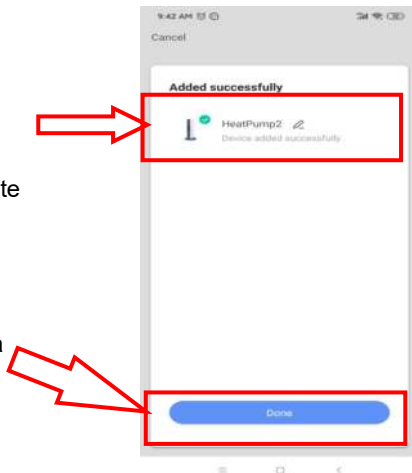 9:42 AM
Cancel
Added successfully
HeatPump2
Device added successfully
te
Done